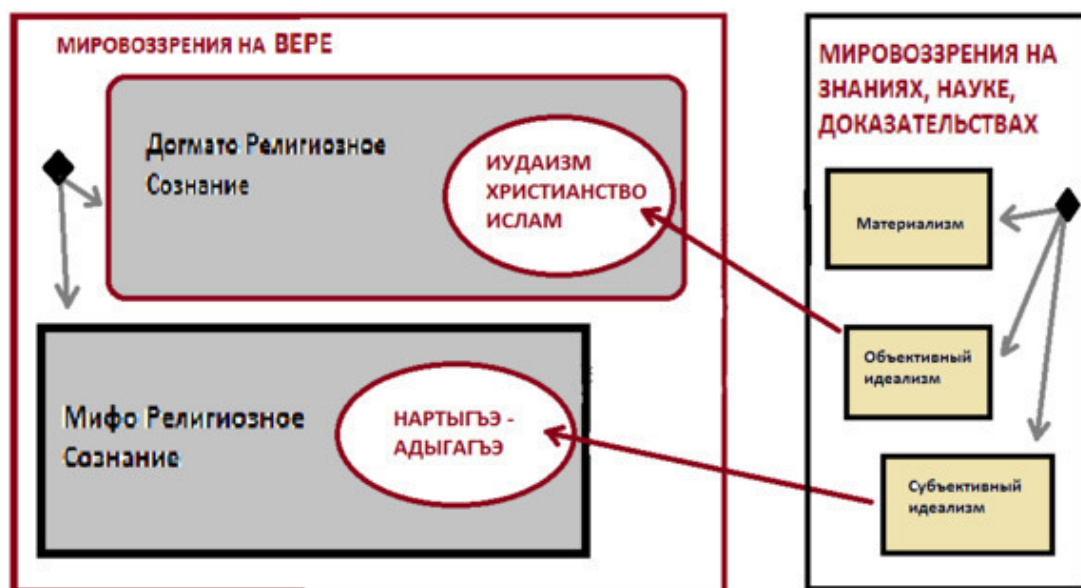 МИРОВОЗЗРЕНИЯ НА ВЕРЕ
Догмато Религиозное
Сознание
ИУДАИЗМ
ХРИСТИАНСТВО
ИСЛАМ
Мифо Религиозное
Сознание
НАРТЫГЪЭ -
АДЫГАГЪЭ
МИРОВОЗЗРЕНИЯ НА
ЗНАНИЯХ, НАУКЕ,
ДОКАЗАТЕЛЬСТВАХ
Материализм
Объективный
идеализм
Субъективный
идеализм